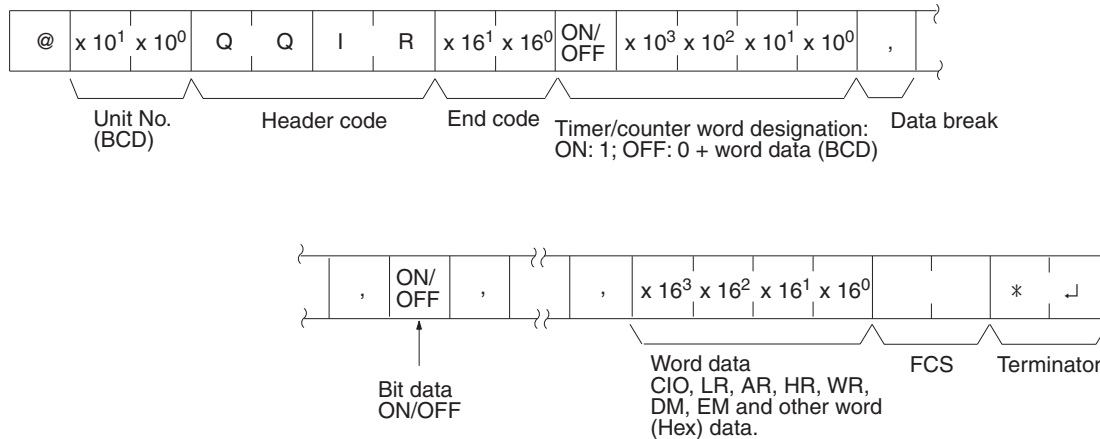 @ x 10¹ x 10⁰ Q Q I R x 16¹ x 16⁰ ON/OFF x 10³ x 10² x 10¹ x 10⁰ ,
Unit No.
(BCD)
Header code
End code
Timer/counter word designation:
ON: 1; OFF: 0 + word data (BCD)
Data break
, ON/OFF , , x 16³ x 16² x 16¹ x 16⁰ * ↵
Bit data
ON/OFF
Word data
CIO, LR, AR, HR, WR,
DM, EM and other word
(Hex) data.
FCS
Terminator